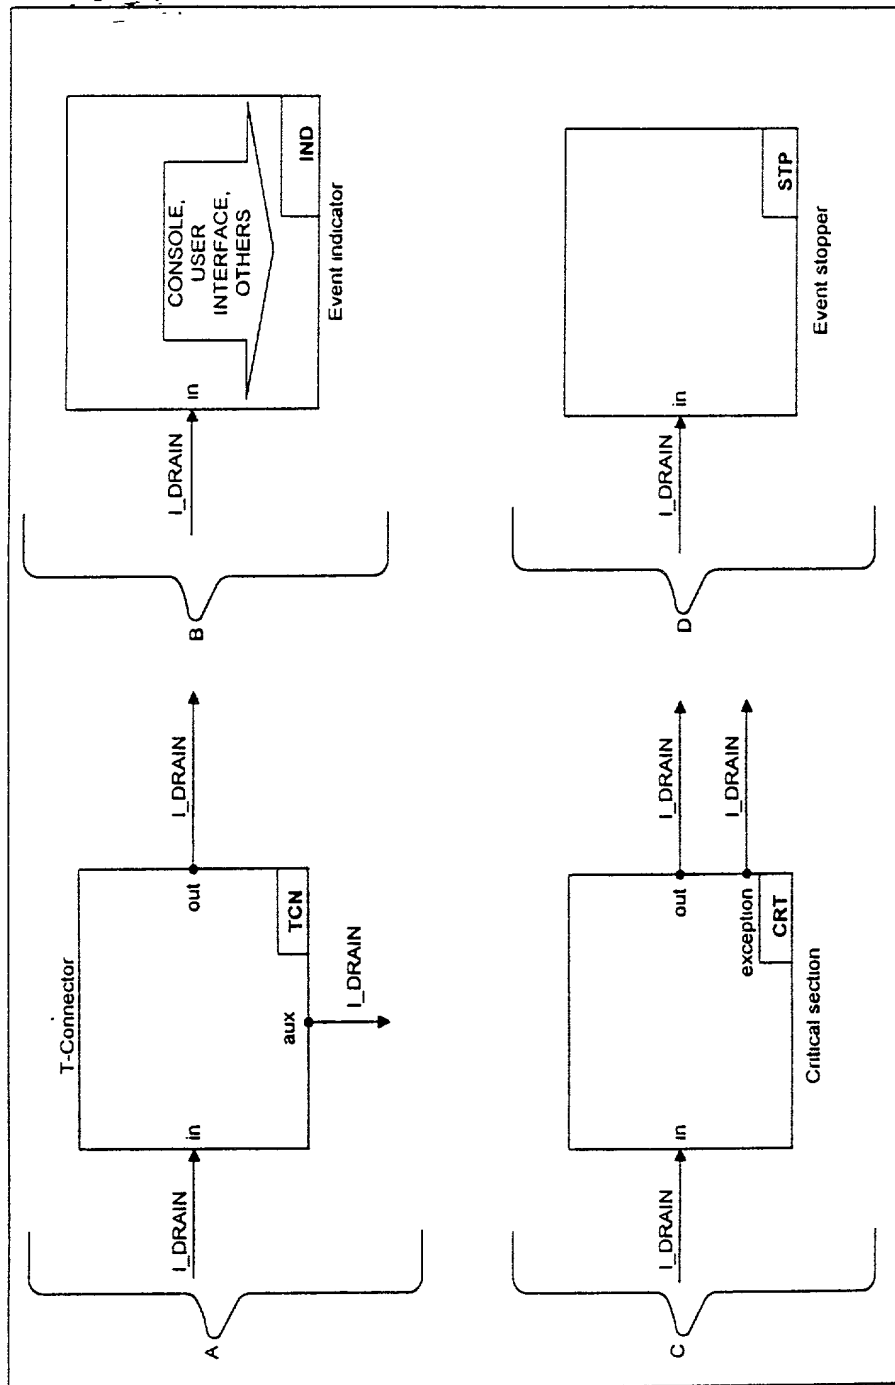 A
I_DRAIN
T-Connector
in
out
aux
TCN
I_DRAIN
I_DRAIN
B
I_DRAIN
in
CONSOLE,
USER
INTERFACE,
OTHERS
IND
Event indicator
C
I_DRAIN
in
out
exception
CRT
I_DRAIN
I_DRAIN
Critical section
D
I_DRAIN
in
STP
Event stopper